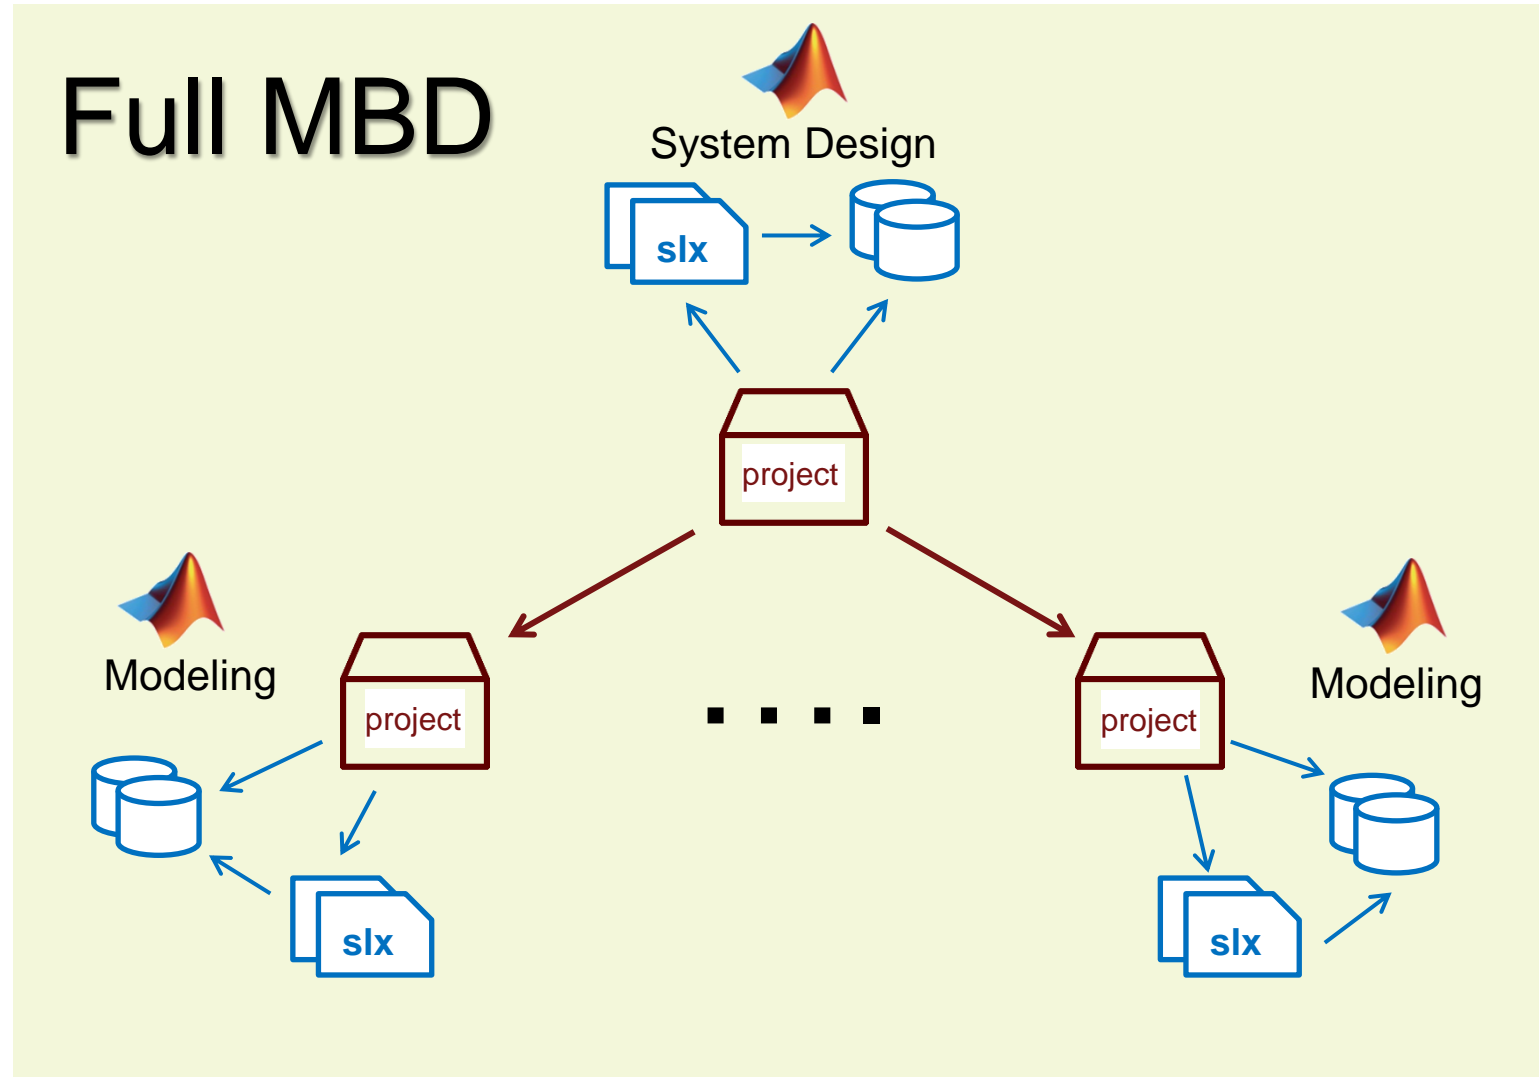 Full MBD
System Design
slx
project
Modeling
project
slx
project
Modeling
slx